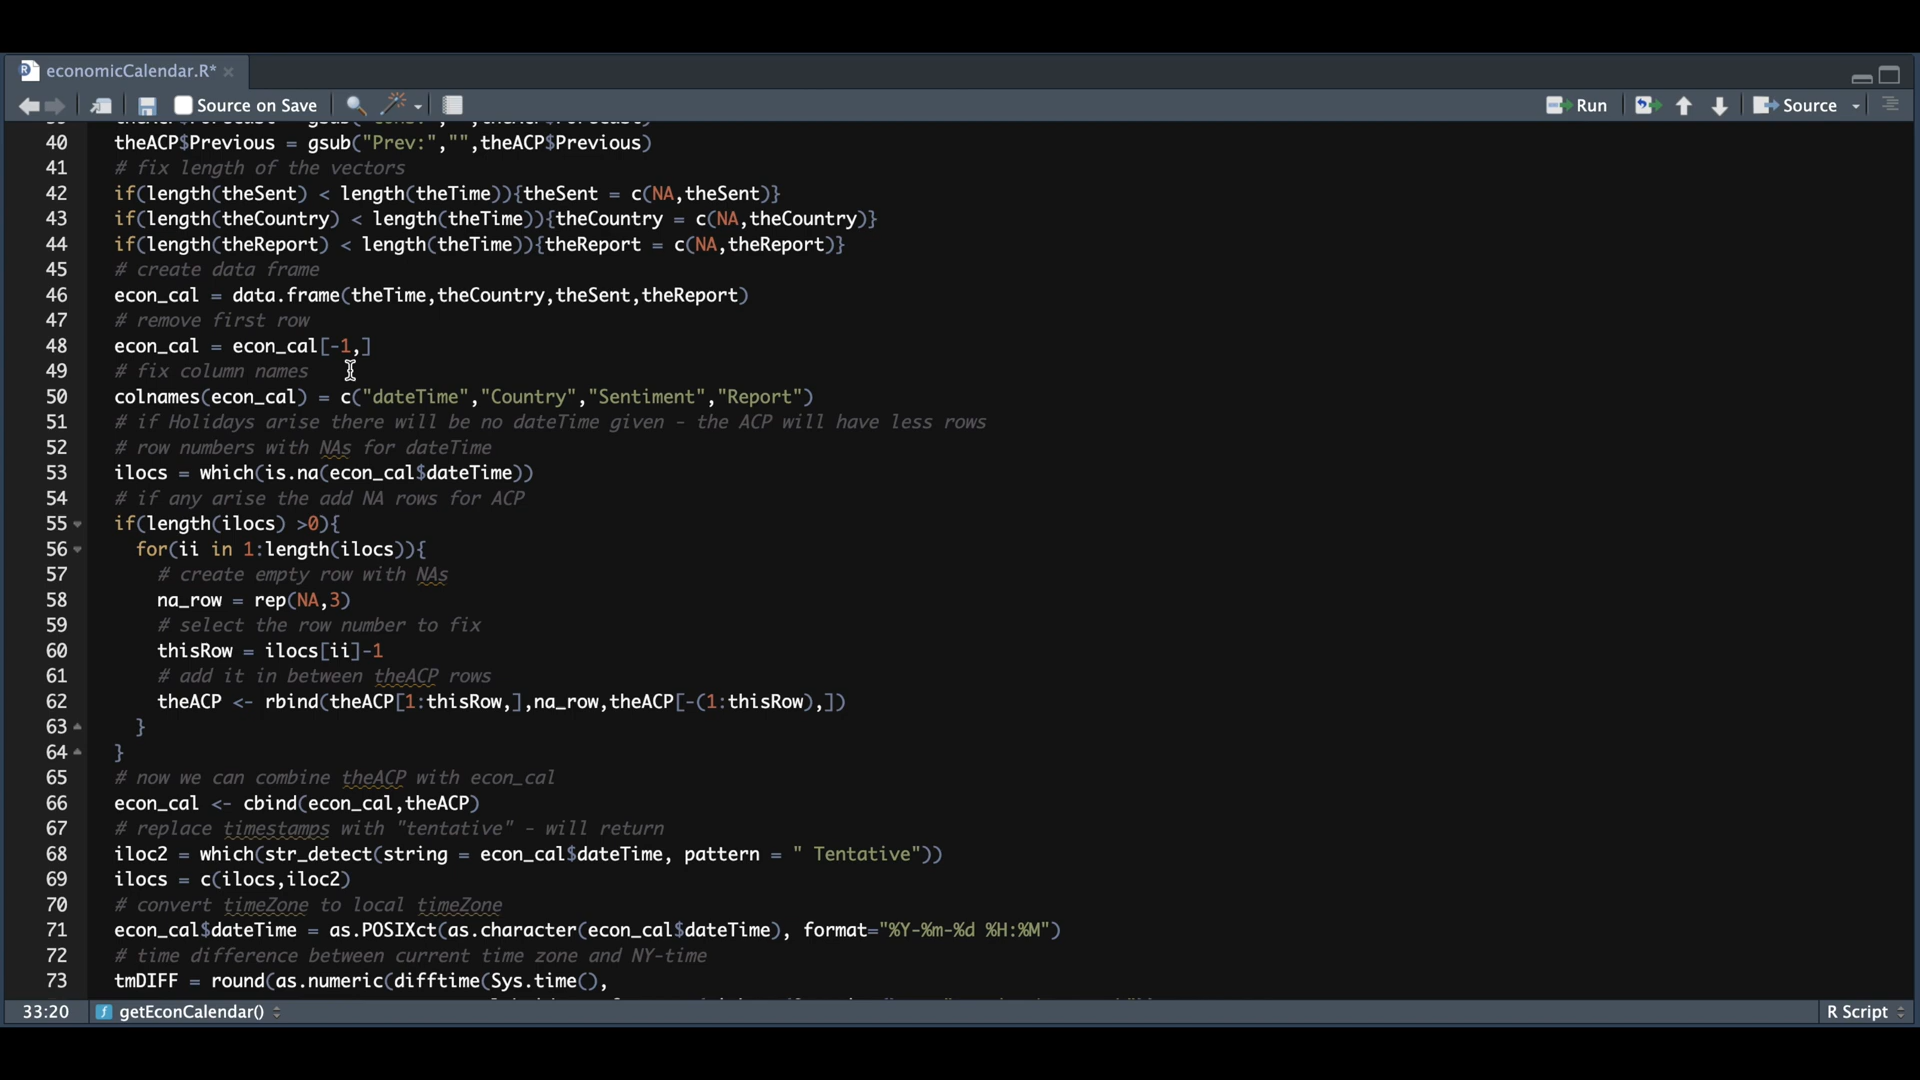 economicCalendar.R*
Source on Save
Run
Source
40 theACP$Previous = gsub("Prev:","",theACP$Previous)
41 # fix length of the vectors
42 if(length(theSent) < length(theTime)){theSent = c(NA,theSent)}
43 if(length(theCountry) < length(theTime)){theCountry = c(NA,theCountry)}
44 if(length(theReport) < length(theTime)){theReport = c(NA,theReport)}
45 # create data frame
46 econ_cal = data.frame(theTime,theCountry,theSent,theReport)
47 # remove first row
48 econ_cal = econ_cal[-1,]
49 # fix column names
50 colnames(econ_cal) = c("dateTime","Country","Sentiment","Report")
51 # if Holidays arise there will be no dateTime given - the ACP will have less rows
52 # row numbers with NAs for dateTime
53 ilocs = which(is.na(econ_cal$dateTime))
54 # if any arise the add NA rows for ACP
55 if(length(ilocs) >0){
56 for(ii in 1:length(ilocs)){
57 # create empty row with NAs
58 na_row = rep(NA,3)
59 # select the row number to fix
60 thisRow = ilocs[ii]-1
61 # add it in between theACP rows
62 theACP <- rbind(theACP[1:thisRow,],na_row,theACP[-(1:thisRow),])
63 }
64 }
65 # now we can combine theACP with econ_cal
66 econ_cal <- cbind(econ_cal,theACP)
67 # replace timestamps with "tentative" - will return
68 iloc2 = which(str_detect(string = econ_cal$dateTime, pattern = " Tentative"))
69 ilocs = c(ilocs,iloc2)
70 # convert timeZone to local timeZone
71 econ_cal$dateTime = as.POSIXct(as.character(econ_cal$dateTime), format="%Y-%m-%d %H:%M")
72 # time difference between current time zone and NY-time
73 tmDIFF = round(as.numeric(difftime(Sys.time(),
33:20 getEconCalendar() R Script